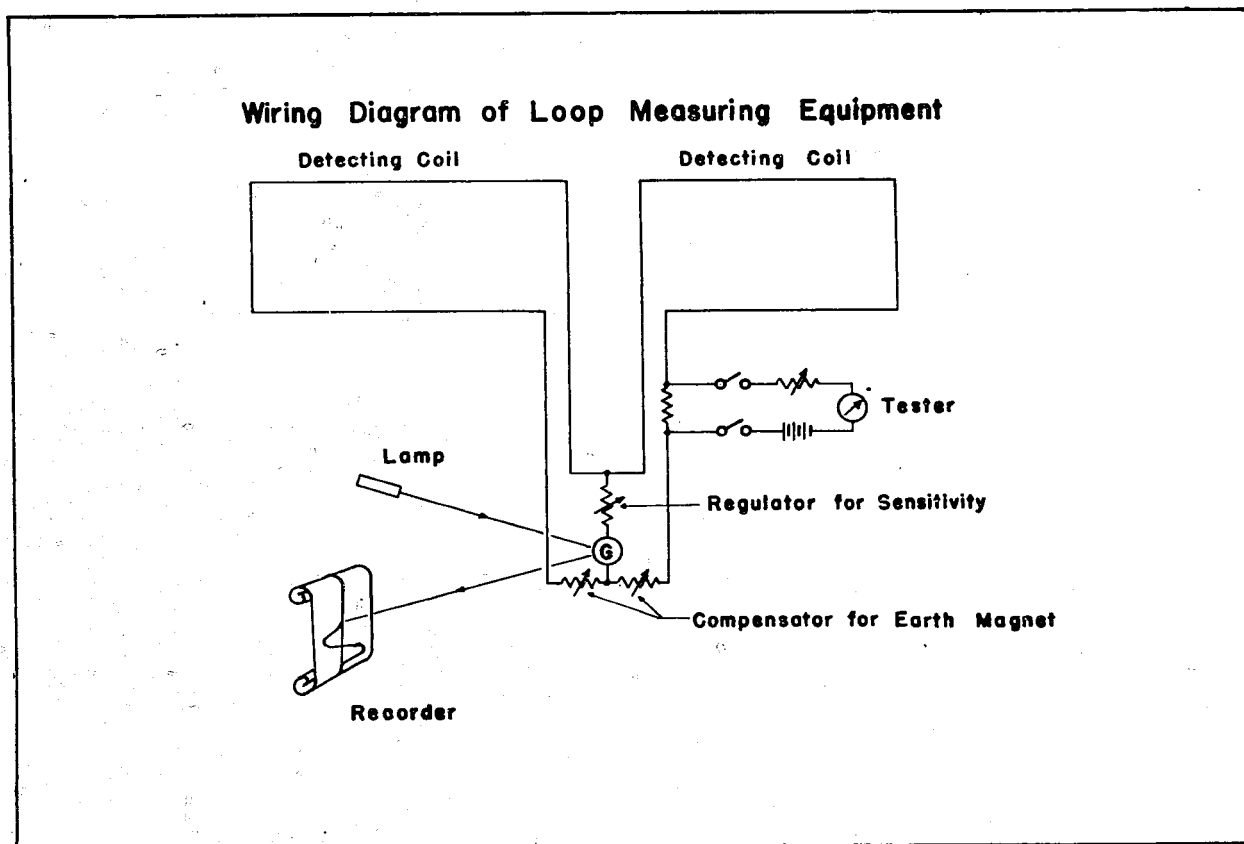 Wiring Diagram of Loop Measuring Equipment
Detecting Coil
Detecting Coil
Tester
Lamp
Regulator for Sensitivity
G
Compensator for Earth Magnet
Recorder